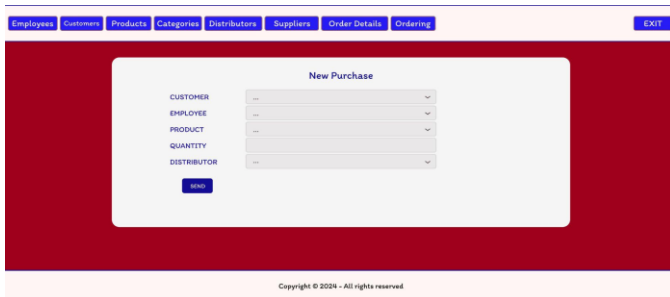 Employees Customers Products Categories Distributors Suppliers Order Details Ordering EXIT
New Purchase
CUSTOMER ...
EMPLOYEE ...
PRODUCT ...
QUANTITY
DISTRIBUTOR ...
SEND
Copyright © 2024 - All rights reserved